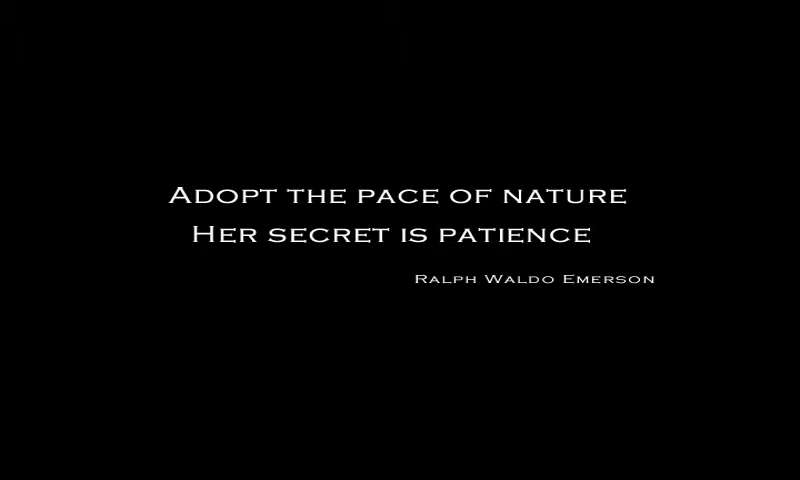 Adopt the pace of nature
Her secret is patience
Ralph Waldo Emerson